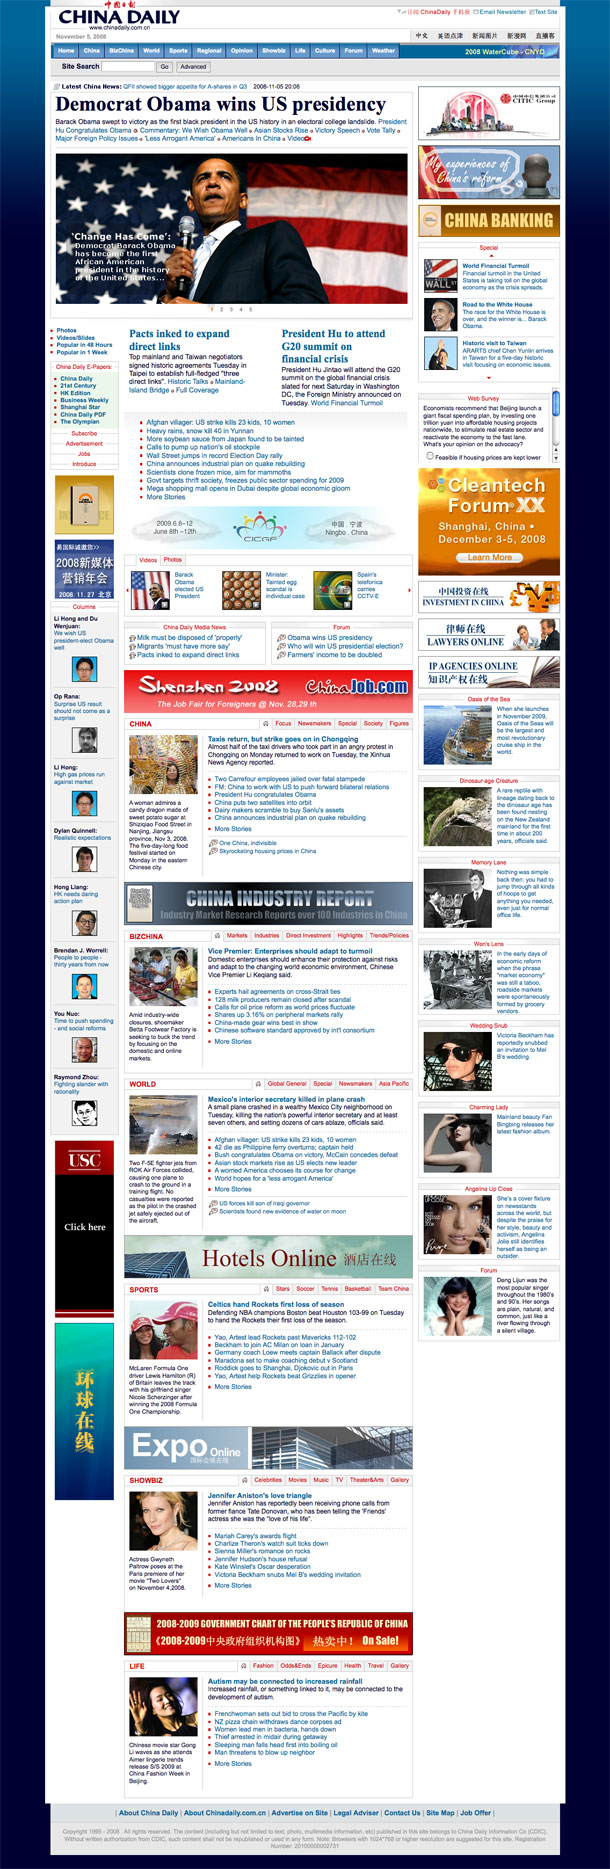 中国日报
CHINA DAILY
www.chinadaily.com.cn
November 5, 2008
订阅 ChinaDaily 手机报 Email Newsletter Text Site
中文 英语点津 新闻图片 新浪网 直播客
Home China BizChina World Sports Regional Opinion Showbiz Life Culture Forum Weather
2008 WaterCube - CNYD
Site Search Go Advanced
Latest China News: QFII showed bigger appetite for A-shares in Q3 2008-11-05 20:06
Democrat Obama wins US presidency
Barack Obama swept to victory as the first black president in the US history in an electoral college landslide. President
Hu Congratulates Obama Commentary: We Wish Obama Well Asian Stocks Rise Victory Speech Vote Tally
Major Foreign Policy Issues 'Less Arrogant America' Americans In China Video
'Change Has Come':
Democrat Barack Obama
has become the first
African American
president in the history
of the United States...
1 2 3 4 5
Photos
Videos/Slides
Popular in 48 Hours
Popular in 1 Week
China Daily E-Papers:
China Daily
21st Century
HK Edition
Business Weekly
Shanghai Star
China Daily PDF
The Olympian
Subscribe
Advertisement
Jobs
Introduce
易居国际诚邀您>>
2008新媒体
营销年会
2008.11.27 北京
Columns
Li Hong and Du
Wenjuan:
We wish US
president-elect Obama
well
Op Rana:
Surprise US result
should not come as a
surprise
Li Hong:
High gas prices run
against market
Dylan Quinnell:
Realistic expectations
Hong Liang:
HK needs daring
action plan
Brendan J. Worrell:
People to people -
thirty years from now
You Nuo:
Time to push spending
- and social reforms
Raymond Zhou:
Fighting slander with
rationality
USC
Click here
环球在线
Pacts inked to expand
direct links
Top mainland and Taiwan negotiators
signed historic agreements Tuesday in
Taipei to establish full-fledged "three
direct links". Historic Talks Mainland-
Island Bridge Full Coverage
President Hu to attend
G20 summit on
financial crisis
President Hu Jintao will attend the G20
summit on the global financial crisis
slated for next Saturday in Washington
DC, the Foreign Ministry announced on
Tuesday. World Financial Turmoil
Afghan villager: US strike kills 23 kids, 10 women
Heavy rains, snow kill 40 in Yunnan
More soybean sauce from Japan found to be tainted
Calls to pump up nation's oil stockpile
Wall Street jumps in record Election Day rally
China announces industrial plan on quake rebuilding
Scientists clone frozen mice, aim for mammoths
Govt targets thrift society, freezes public sector spending for 2009
Mega shopping mall opens in Dubai despite global economic gloom
More Stories
2009.6.8–12
June 8th –12th
CICGF
中国·宁波
Ningbo . China
Videos Photos
Barack
Obama
elected US
President
Minister:
Tainted egg
scandal is
individual case
Spain's
telefonica
carries
CCTV-E
China Daily Media News
Milk must be disposed of 'properly'
Migrants 'must have say'
Pacts inked to expand direct links
Forum
Obama wins US presidency
Who will win US presidential election?
Farmers' income to be doubled
Shenzhen 2008 ChinaJob.com
The Job Fair for Foreigners @ Nov. 28,29 th
CHINA Focus Newsmakers Special Society Figures
A woman admires a
candy dragon made of
sweet potato sugar at
Shiziqiao Food Street in
Nanjing, Jiangsu
province, Nov 3, 2008.
The five-day-long food
festival started on
Monday in the eastern
Chinese city.
Taxis return, but strike goes on in Chongqing
Almost half of the taxi drivers who took part in an angry protest in
Chongqing on Monday returned to work on Tuesday, the Xinhua
News Agency reported.
Two Carrefour employees jailed over fatal stampede
FM: China to work with US to push forward bilateral relations
President Hu congratulates Obama
China puts two satellites into orbit
Dairy makers scramble to buy Sanlu's assets
China announces industrial plan on quake rebuilding
More Stories
One China, indivisible
Skyrocketing housing prices in China
CHINA INDUSTRY REPORT
Industry Market Research Reports over 100 Industries in China
BIZCHINA Markets Industries Direct Investment Highlights Trends/Policies
Amid industry-wide
closures, shoemaker
Betta Footwear Factory is
seeking to buck the trend
by focusing on the
domestic and online
markets.
Vice Premier: Enterprises should adapt to turmoil
Domestic enterprises should enhance their protection against risks
and adapt to the changing world economic environment, Chinese
Vice Premier Li Keqiang said.
Experts hail agreements on cross-Strait ties
128 milk producers remain closed after scandal
Calls for oil price reform as world prices fluctuate
Shares up 3.16% on peripheral markets rally
China-made gear wins best in show
Chinese software standard approved by int'l consortium
More Stories
WORLD Global General Special Newsmakers Asia Pacific
Two F-5E fighter jets from
ROK Air Forces collided,
causing one plane to
crash to the ground in a
training flight. No
casualties were reported
as the pilot in the crashed
jet safely ejected out of
the aircraft.
Mexico's interior secretary killed in plane crash
A small plane crashed in a wealthy Mexico City neighborhood on
Tuesday, killing the nation's powerful interior secretary and at least
seven others, and setting dozens of cars ablaze, officials said.
Afghan villager: US strike kills 23 kids, 10 women
42 die as Philippine ferry overturns; captain held
Bush congratulates Obama on victory, McCain concedes defeat
Asian stock markets rise as US elects new leader
A worried America chooses its course for change
World hopes for a 'less arrogant America'
More Stories
US forces kill son of Iraqi governor
Scientists found new evidence of water on moon
Hotels Online 酒店在线
SPORTS Stars Soccer Tennis Basketball Team China
McLaren Formula One
driver Lewis Hamilton (R)
of Britain leaves the track
with his girlfriend singer
Nicole Scherzinger after
winning the 2008 Formula
One Championship.
Celtics hand Rockets first loss of season
Defending NBA champions Boston beat Houston 103-99 on Tuesday
to hand the Rockets their first loss of the season.
Yao, Artest lead Rockets past Mavericks 112-102
Beckham to join AC Milan on loan in January
Germany coach Loew meets captain Ballack after dispute
Maradona set to make coaching debut v Scotland
Roddick goes to Shanghai, Djokovic out in Paris
Yao, Artest help Rockets beat Grizzlies in opener
More Stories
Expo Online
国际会展在线
SHOWBIZ Celebrities Movies Music TV Theater&Arts Gallery
Actress Gwyneth
Paltrow poses at the
Paris premiere of her
movie "Two Lovers"
on November 4,2008.
Jennifer Aniston's love triangle
Jennifer Aniston has reportedly been receiving phone calls from
former fiance Tate Donovan, who has been telling the 'Friends'
actress she was the "love of his life".
Mariah Carey's awards flight
Charlize Theron's watch suit ticks down
Sienna Miller's romance on rocks
Jennifer Hudson's house refusal
Kate Winslet's Oscar desperation
Victoria Beckham snubs Mel B's wedding invitation
More Stories
2008-2009 GOVERNMENT CHART OF THE PEOPLE'S REPUBLIC OF CHINA
《2008-2009中央政府组织机构图》 热卖中！ On Sale!
LIFE Fashion Odds&Ends Epicure Health Travel Gallery
Chinese movie star Gong
Li waves as she attends
Aimer lingerie trends
release S/S 2009 at
China Fashion Week in
Beijing.
Autism may be connected to increased rainfall
Increased rainfall, or something linked to it, may be connected to the
development of autism.
Frenchwoman sets out bid to cross the Pacific by kite
NZ pizza chain withdraws dance corpses ad
Women lead men in bacteria, hands down
Thief arrested in midair during getaway
Sleeping man falls head first into boiling oil
Man threatens to blow up neighbor
More Stories
CITIC Group
My experiences of
China's reform
CHINA BANKING
Special
WALL ST
World Financial Turmoil
Financial turmoil in the United
States is taking toll on the global
economy as the crisis spreads.
Road to the White House
The race for the White House is
over, and the winner is... Barack
Obama.
Historic visit to Taiwan
ARARTS chief Chen Yunlin arrives
in Taiwan for a five-day historic
visit focusing on economic issues.
Web Survey
Economists recommend that Beijing launch a
giant fiscal spending plan, by investing one
trillion yuan into affordable housing projects
nationwide, to stimulate real estate sector and
reactivate the economy to the fast lane.
What's your opinion on the advocacy?
Feasible if housing prices are kept lower
Cleantech
Forum XX
Shanghai, China •
December 3-5, 2008
Learn More
中国投资在线
INVESTMENT IN CHINA
律师在线
LAWYERS ONLINE
IP AGENCIES ONLINE
知识产权在线
Oasis of the Sea
When she launches
in November 2009,
Oasis of the Seas will
be the largest and
most revolutionary
cruise ship in the
world.
Dinosaur-age Creature
A rare reptile with
lineage dating back to
the dinosaur age has
been found nesting
on the New Zealand
mainland for the first
time in about 200
years, officials said.
Memory Lane
Nothing was simple
back then: you had to
jump through all kinds
of hoops to get
anything you needed,
even just for normal
office life.
Wen's Lens
In the early days of
economic reform
when the phrase
"market economy"
was still a taboo,
roadside markets
were spontaneously
formed by grocery
vendors.
Wedding Snub
Victoria Beckham has
reportedly snubbed
an invitation to Mel
B's wedding.
Charming Lady
Mainland beauty Fan
Bingbing releases her
latest fashion album.
Angelina Up Close
She's a cover fixture
on newsstands
across the world, but
despite the praise for
her style, beauty and
activism, Angelina
Jolie still identifies
herself as being an
outsider.
Forum
Deng Lijun was the
most popular singer
throughout the 1980's
and 90's. Her songs
are plain, natural, and
common, just like a
river flowing through
a silent village.
| About China Daily | About Chinadaily.com.cn | Advertise on Site | Legal Adviser | Contact Us | Site Map | Job Offer |
Copyright 1995 - 2008 . All rights reserved. The content (including but not limited to text, photo, multimedia information, etc) published in this site belongs to China Daily Information Co (CDIC).
Without written authorization from CDIC, such content shall not be republished or used in any form. Note: Browsers with 1024*768 or higher resolution are suggested for this site. Registration
Number: 20100000002731